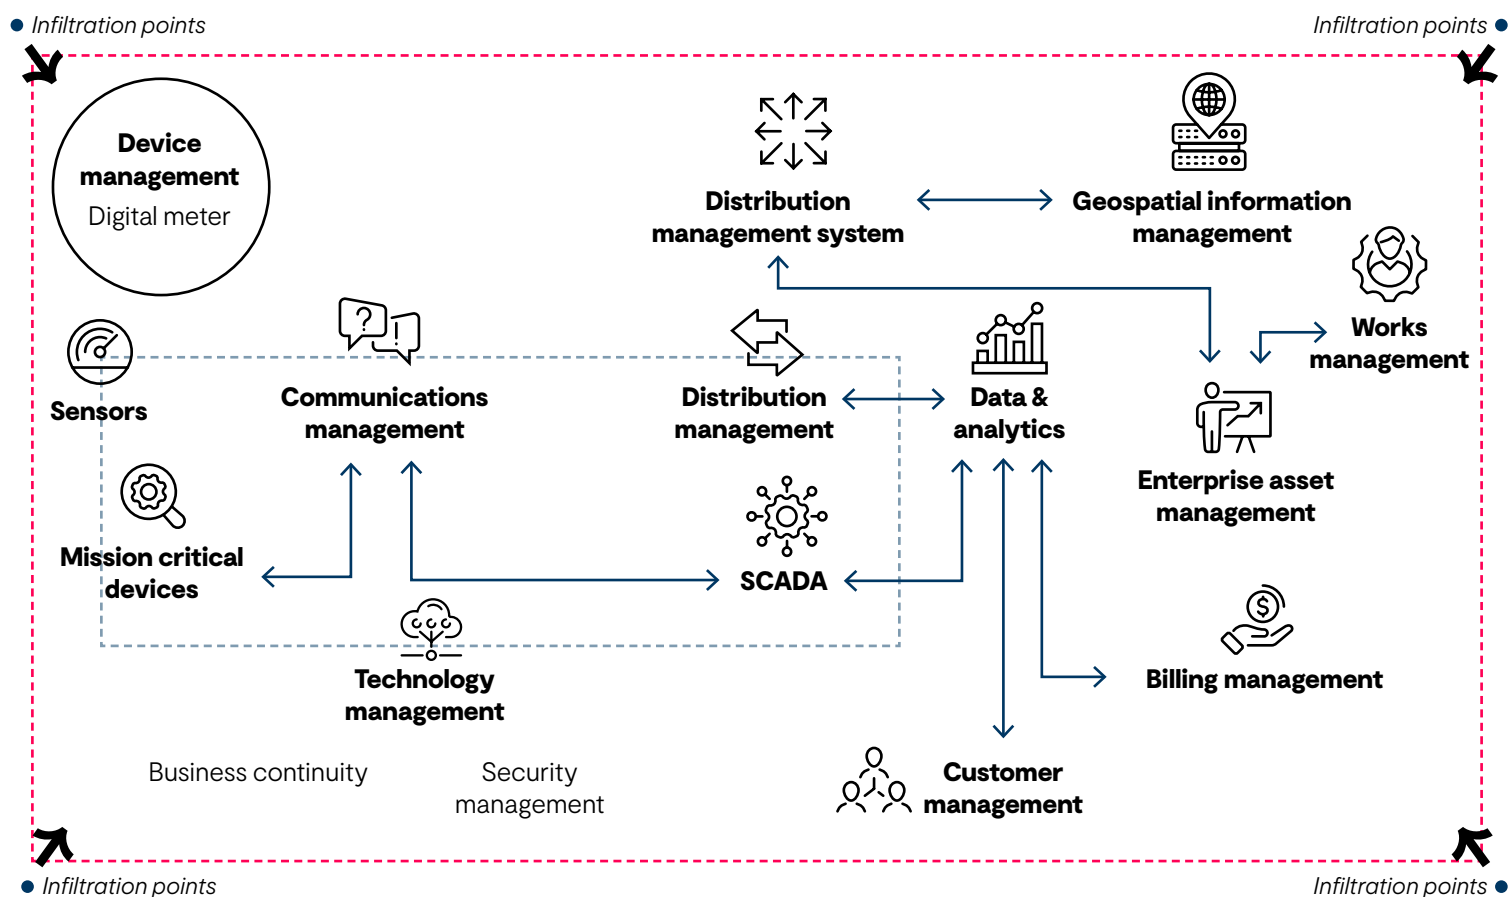 Infiltration points
Infiltration points
Device
management
Digital meter
Distribution
management system
Geospatial information
management
Works
management
Sensors
Communications
management
?
!
Distribution
management
Data &
analytics
Enterprise asset
management
Mission critical
devices
SCADA
$
Technology
management
Billing management
Business continuity
Security
management
Customer
management
Infiltration points
Infiltration points